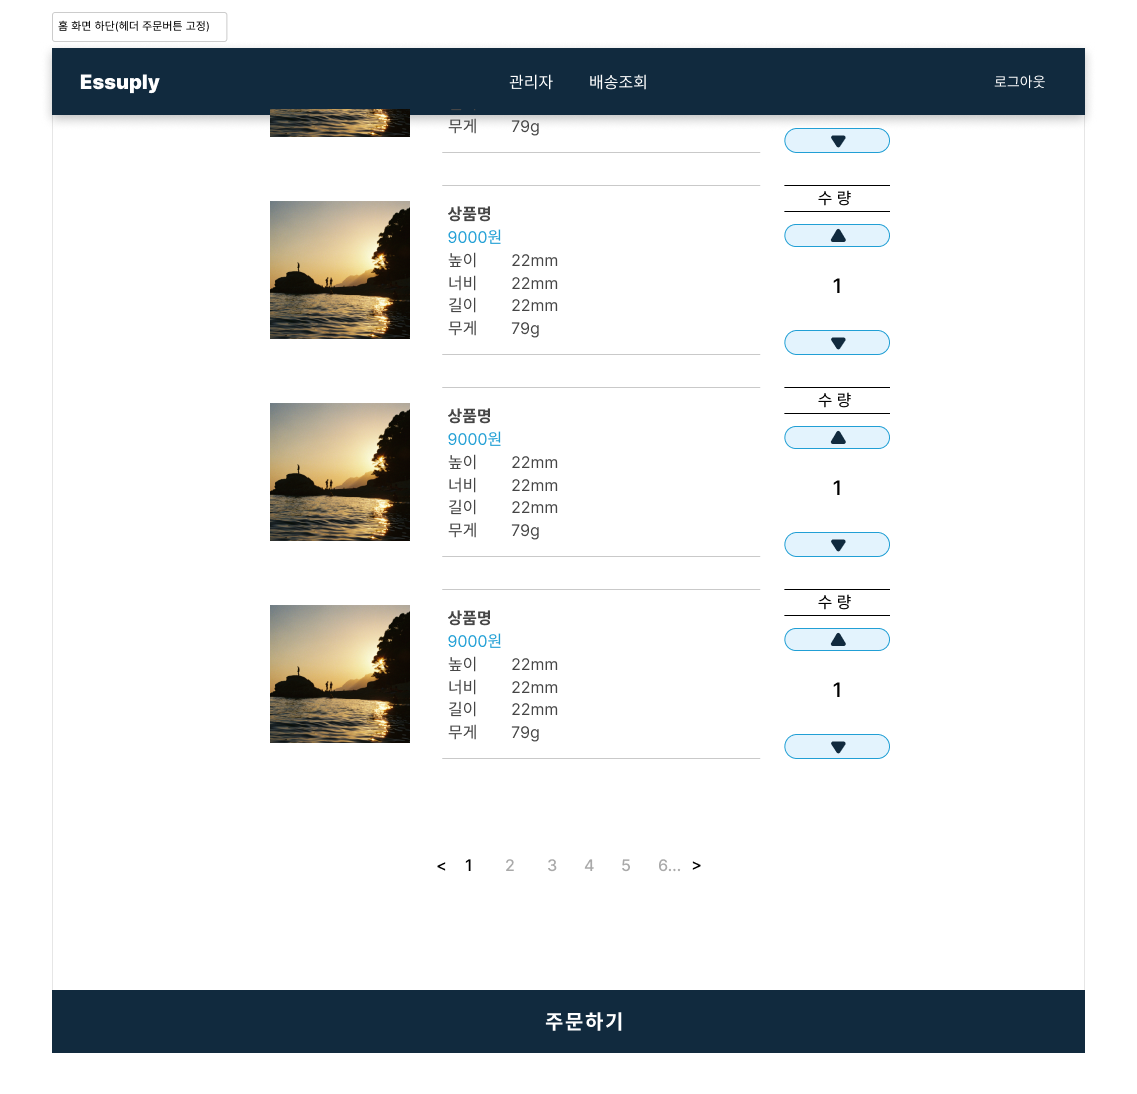 홈 화면 하단(헤더 주문버튼 고정)
Essuply 관리자 배송조회 로그아웃
무게 79g
상품명
9000원
높이 22mm
너비 22mm
길이 22mm
무게 79g
수 량
1
상품명
9000원
높이 22mm
너비 22mm
길이 22mm
무게 79g
수 량
1
상품명
9000원
높이 22mm
너비 22mm
길이 22mm
무게 79g
수 량
1
< 1 2 3 4 5 6... >
주문하기